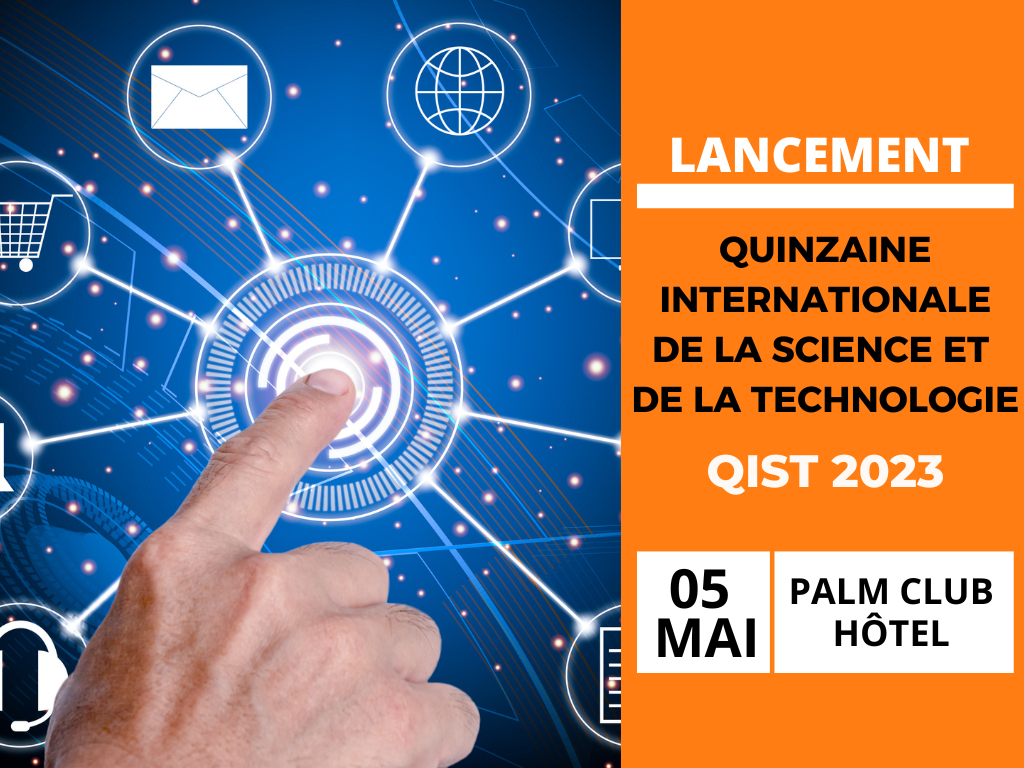 LANCEMENT
QUINZAINE
INTERNATIONALE
DE LA SCIENCE ET
DE LA TECHNOLOGIE
QIST 2023
05
MAI
PALM CLUB
HÔTEL